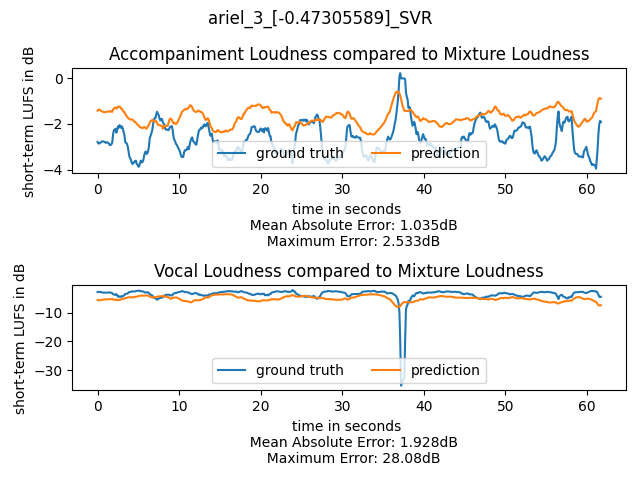 ariel_3_[-0.47305589]_SVR
Accompaniment Loudness compared to Mixture Loudness
short-term LUFS in dB
0
−2
−4
ground truth
prediction
0 10 20 30 40 50 60
time in seconds
Mean Absolute Error: 1.035dB
Maximum Error: 2.533dB
Vocal Loudness compared to Mixture Loudness
short-term LUFS in dB
−10
−20
−30
ground truth
prediction
0 10 20 30 40 50 60
time in seconds
Mean Absolute Error: 1.928dB
Maximum Error: 28.08dB